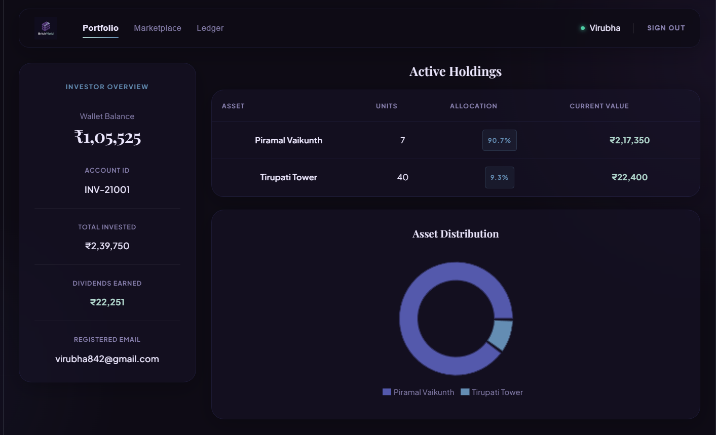 Portfolio Marketplace Ledger Virubha SIGN OUT
INVESTOR OVERVIEW
Wallet Balance
₹1,05,525
ACCOUNT ID
INV-21001
TOTAL INVESTED
₹2,39,750
DIVIDENDS EARNED
₹22,251
REGISTERED EMAIL
virubha842@gmail.com
Active Holdings
ASSET UNITS ALLOCATION CURRENT VALUE
Piramal Vaikunth 7 90.7% ₹2,17,350
Tirupati Tower 40 9.3% ₹22,400
Asset Distribution
Piramal Vaikunth Tirupati Tower